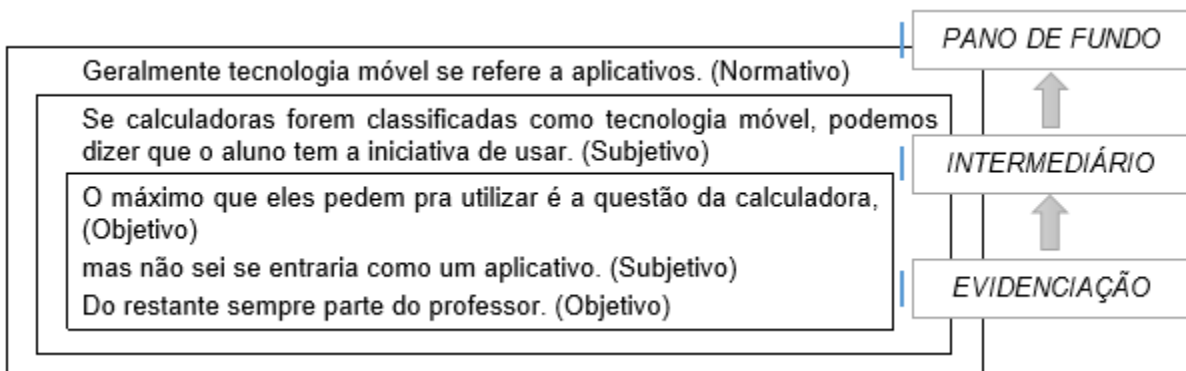 PANO DE FUNDO
Geralmente tecnologia móvel se refere a aplicativos. (Normativo)
Se calculadoras forem classificadas como tecnologia móvel, podemos
dizer que o aluno tem a iniciativa de usar. (Subjetivo)
INTERMEDIÁRIO
O máximo que eles pedem pra utilizar é a questão da calculadora,
(Objetivo)
mas não sei se entraria como um aplicativo. (Subjetivo)
EVIDENCIAÇÃO
Do restante sempre parte do professor. (Objetivo)